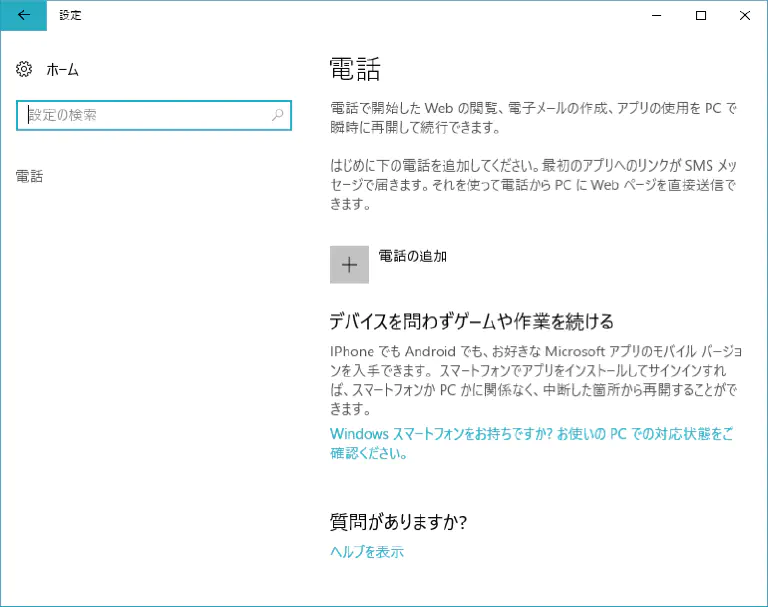 設定
ホーム
設定の検索
電話
電話
電話で開始した Web の閲覧、電子メールの作成、アプリの使用を PC で
瞬時に再開して続行できます。
はじめに下の電話を追加してください。最初のアプリへのリンクが SMS メッ
セージで届きます。それを使って電話から PC に Web ページを直接送信で
きます。
電話の追加
デバイスを問わずゲームや作業を続ける
IPhone でも Android でも、お好きな Microsoft アプリのモバイル バージョ
ンを入手できます。スマートフォンでアプリをインストールしてサインインすれ
ば、スマートフォンか PC かに関係なく、中断した箇所から再開することがで
きます。
Windows スマートフォンをお持ちですか? お使いの PC での対応状態をご
確認ください。
質問がありますか?
ヘルプを表示